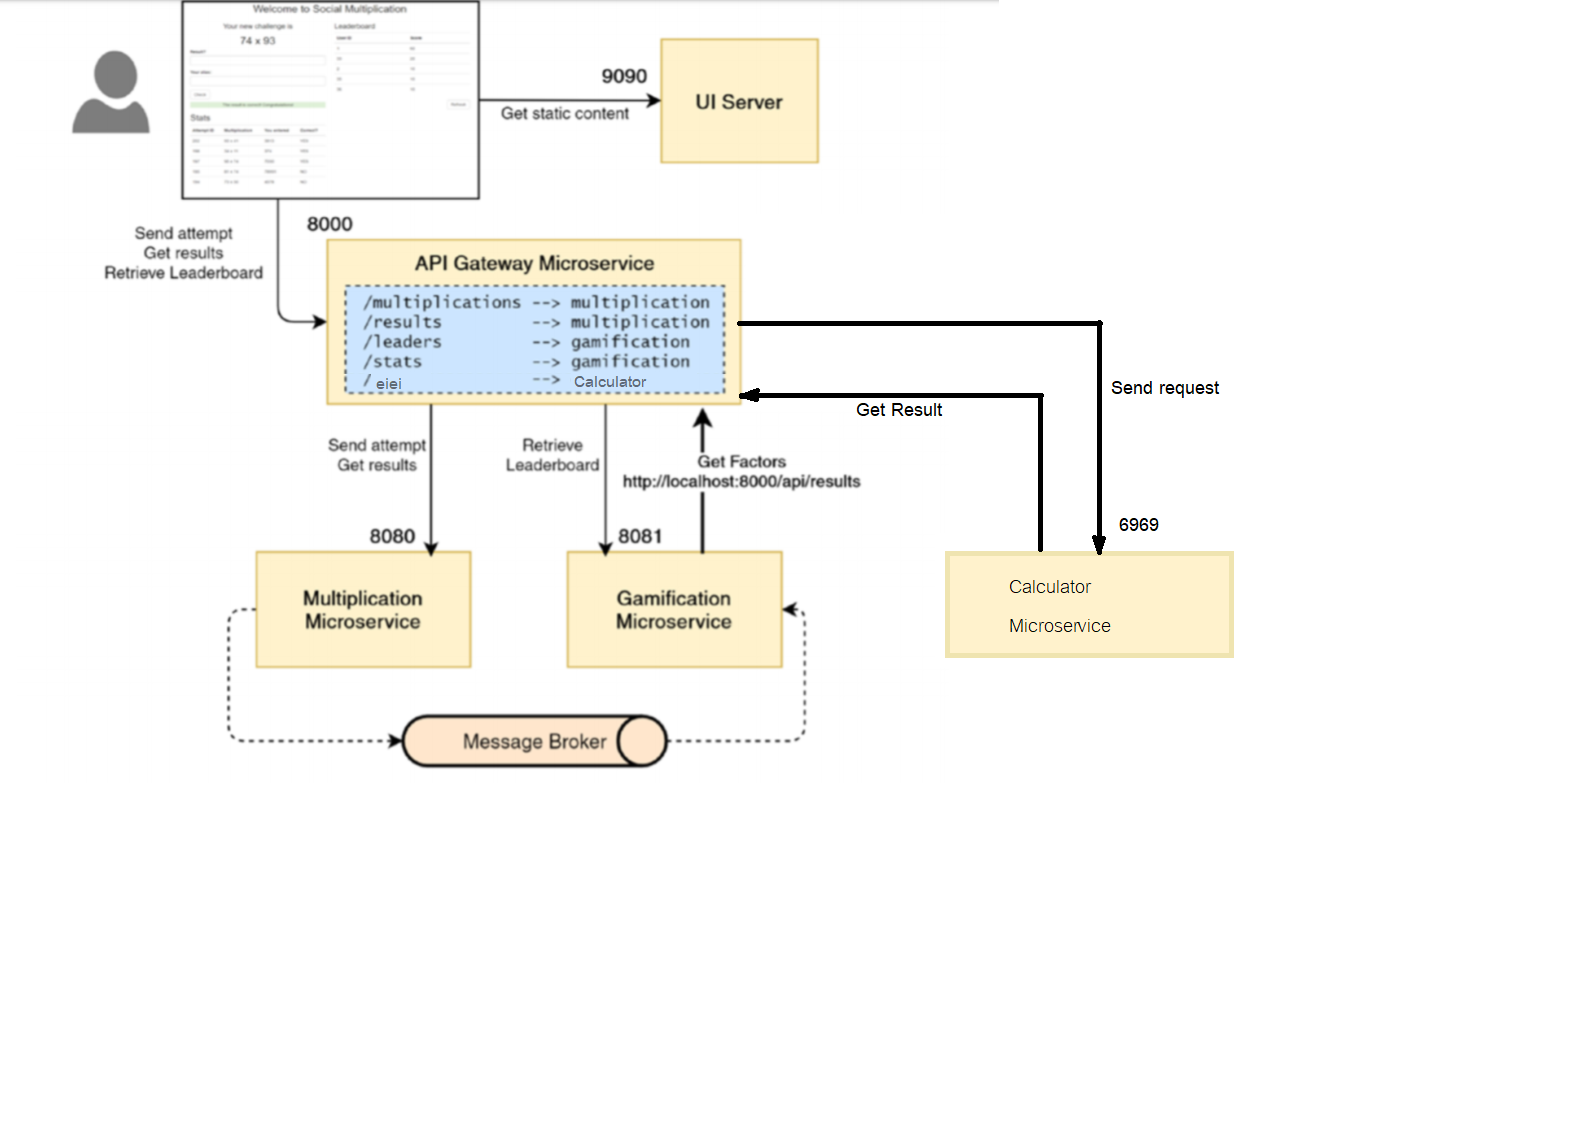 Welcome to Social Multiplication
Your new challenge is
74 x 93
Leaderboard
Stats
9090
Get static content
UI Server
8000
Send attempt
Get results
Retrieve Leaderboard
API Gateway Microservice
/multiplications --> multiplication
/results --> multiplication
/leaders --> gamification
/stats --> gamification
/ eiei --> Calculator
Send request
Get Result
Send attempt
Get results
Retrieve
Leaderboard
Get Factors
http://localhost:8000/api/results
8080
8081
6969
Multiplication
Microservice
Gamification
Microservice
Calculator
Microservice
Message Broker